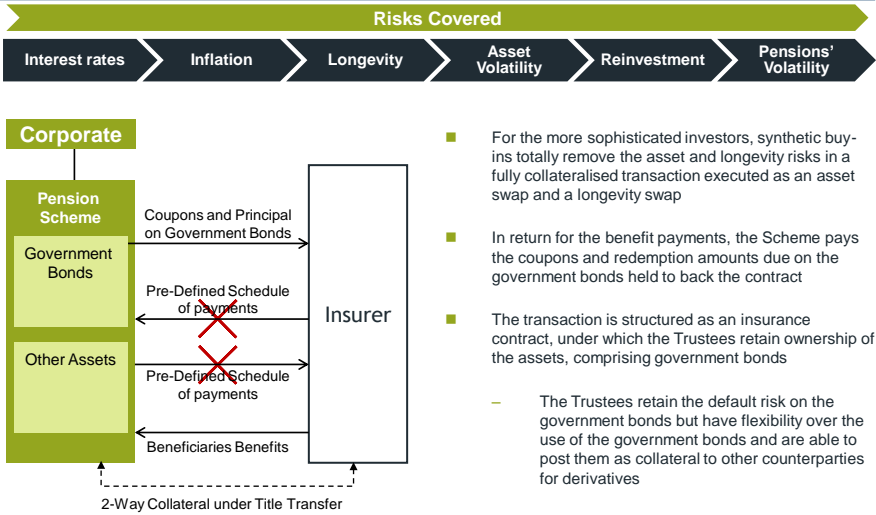 Risks Covered
Interest rates
Inflation
Longevity
Asset
Volatility
Reinvestment
Pensions’
Volatility
Corporate
Pension
Scheme
Government
Bonds
Other Assets
Coupons and Principal
on Government Bonds
Pre-Defined Schedule
of payments
Pre-Defined Schedule
of payments
Beneficiaries Benefits
Insurer
2-Way Collateral under Title Transfer
For the more sophisticated investors, synthetic buy-
ins totally remove the asset and longevity risks in a
fully collateralised transaction executed as an asset
swap and a longevity swap
In return for the benefit payments, the Scheme pays
the coupons and redemption amounts due on the
government bonds held to back the contract
The transaction is structured as an insurance
contract, under which the Trustees retain ownership of
the assets, comprising government bonds
– The Trustees retain the default risk on the
government bonds but have flexibility over the
use of the government bonds and are able to
post them as collateral to other counterparties
for derivatives